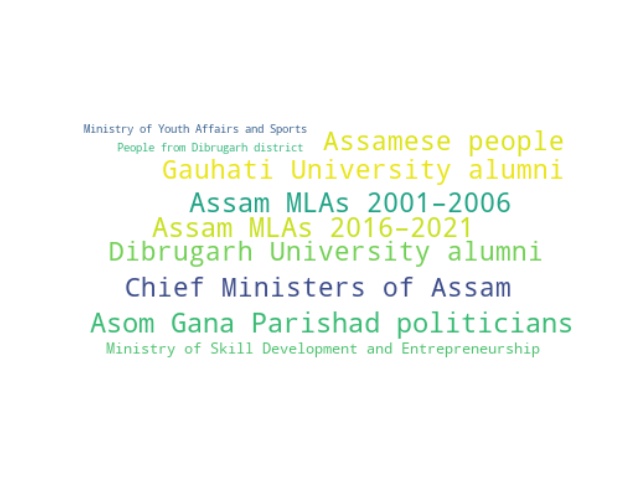 Ministry of Youth Affairs and Sports
People from Dibrugarh district
Assamese people
Gauhati University alumni
Assam MLAs 2001–2006
Assam MLAs 2016–2021
Dibrugarh University alumni
Chief Ministers of Assam
Asom Gana Parishad politicians
Ministry of Skill Development and Entrepreneurship